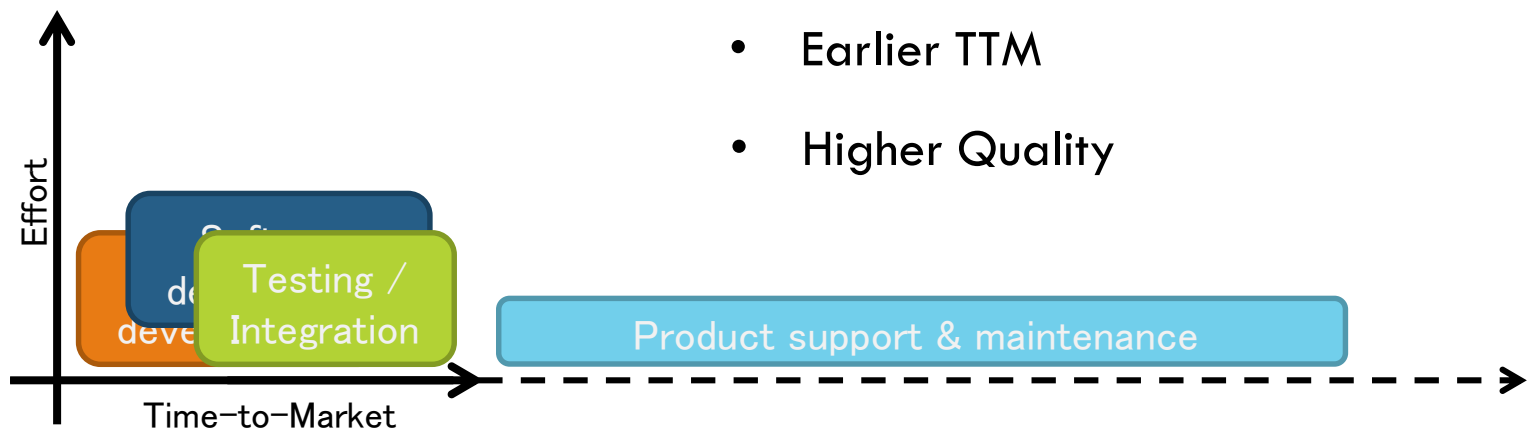 • Earlier TTM
• Higher Quality
Effort
Testing /
Integration
Product support & maintenance
Time-to-Market